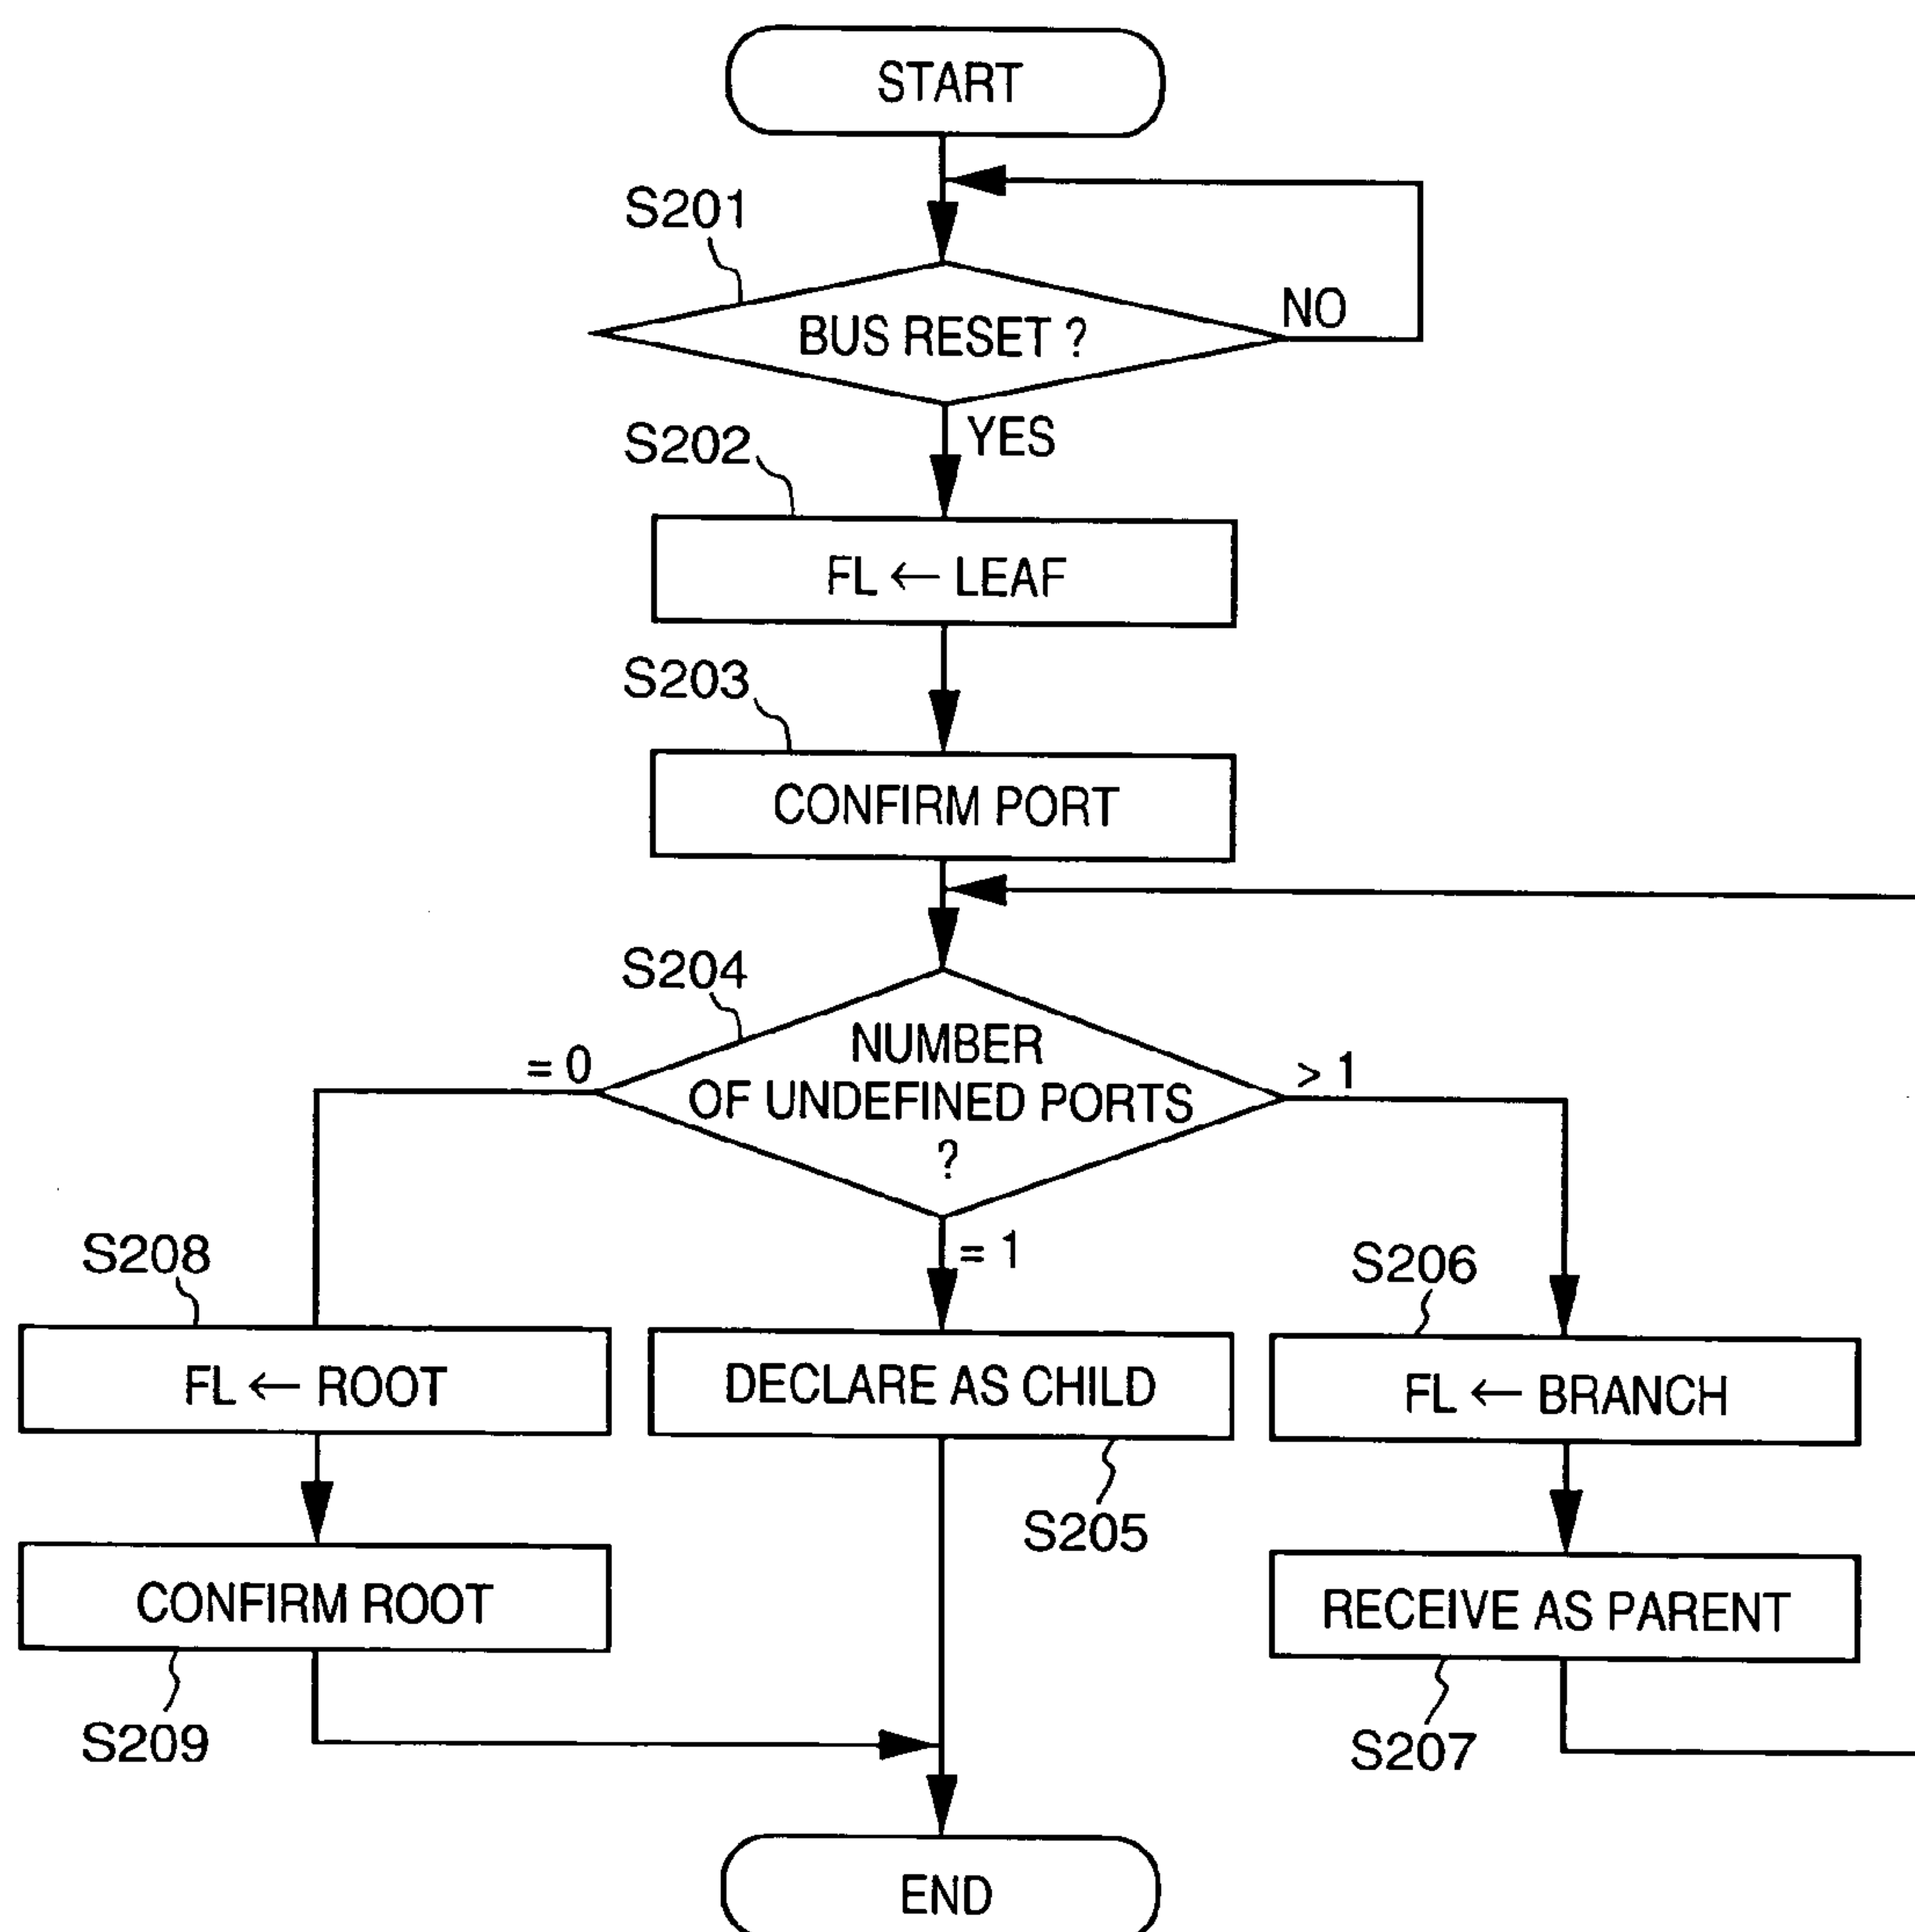 START
S201
BUS RESET ?
NO
YES
S202
FL ← LEAF
S203
CONFIRM PORT
S204
NUMBER
OF UNDEFINED PORTS
?
= 0
> 1
= 1
S208
S206
FL ← ROOT
DECLARE AS CHILD
FL ← BRANCH
S205
CONFIRM ROOT
RECEIVE AS PARENT
S209
S207
END